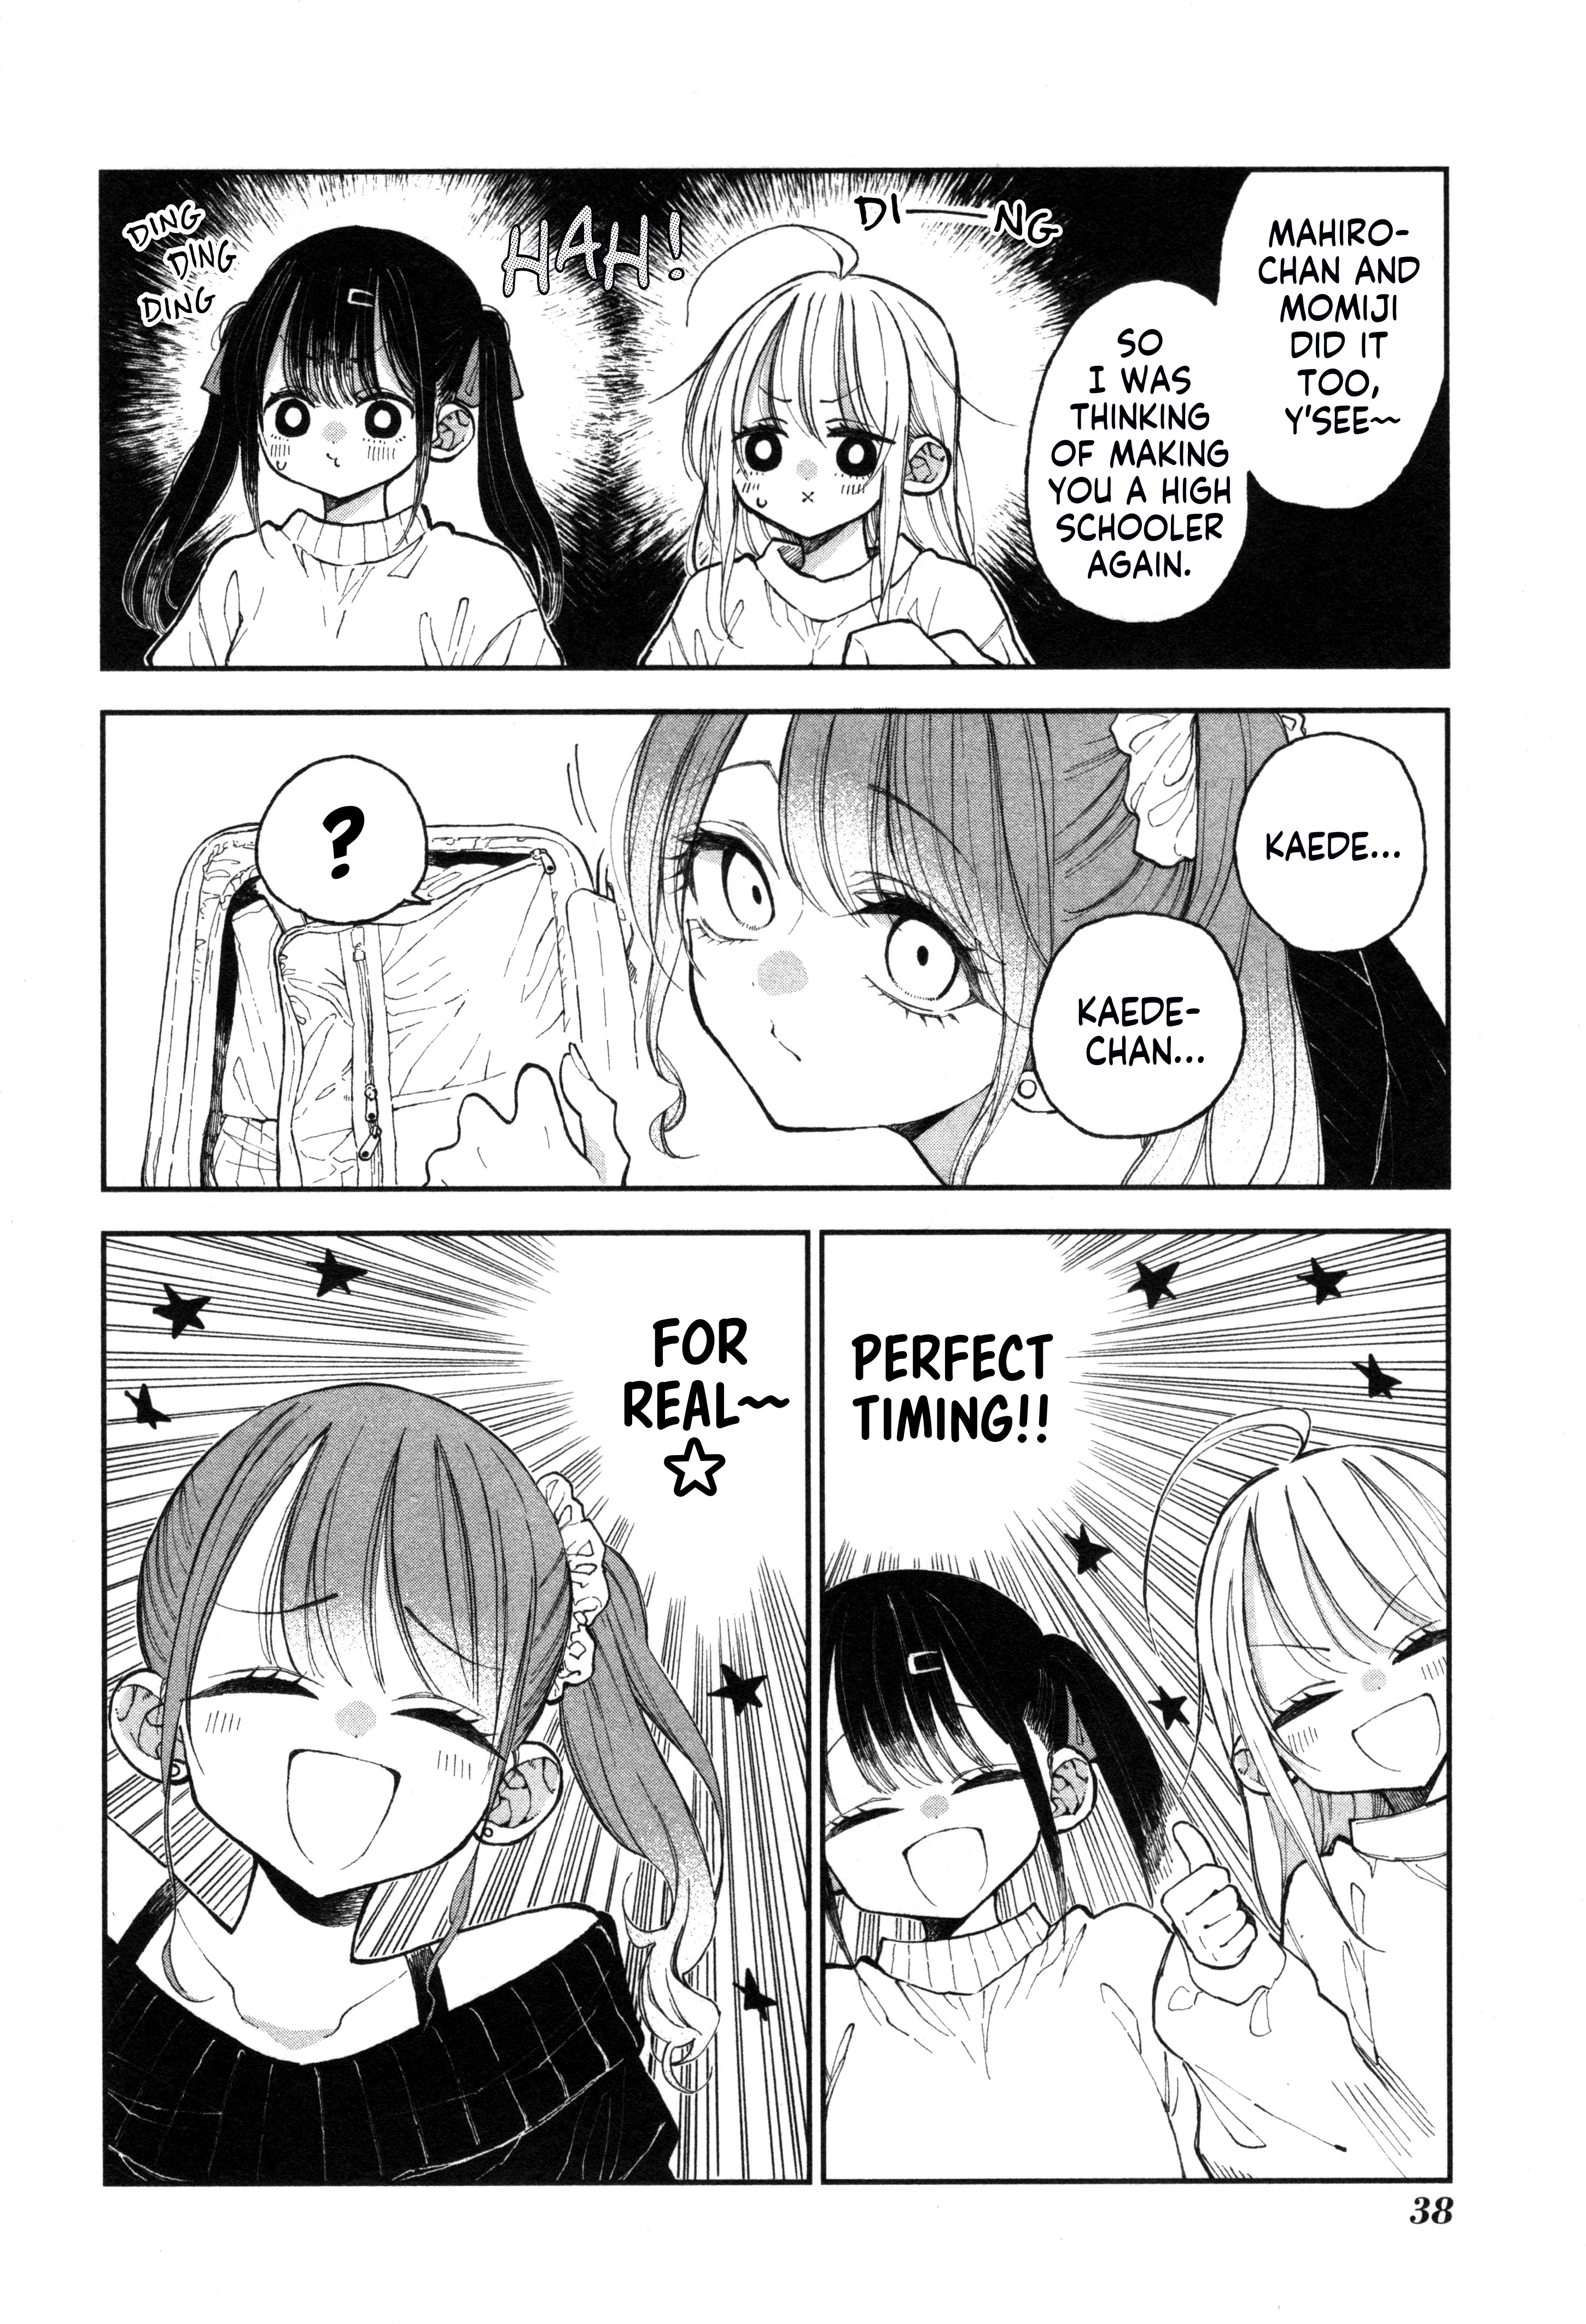 MAHIRO-
CHAN AND
MOMIJI
DID IT
TOO,
Y'SEE~
SO
I WAS
THINKING
OF MAKING
YOU A HIGH
SCHOOLER
AGAIN.
DI——NG
HAH!
DING
DING
DING
KAEDE...
KAEDE-
CHAN...
?
PERFECT
TIMING!!
FOR
REAL~
☆
38